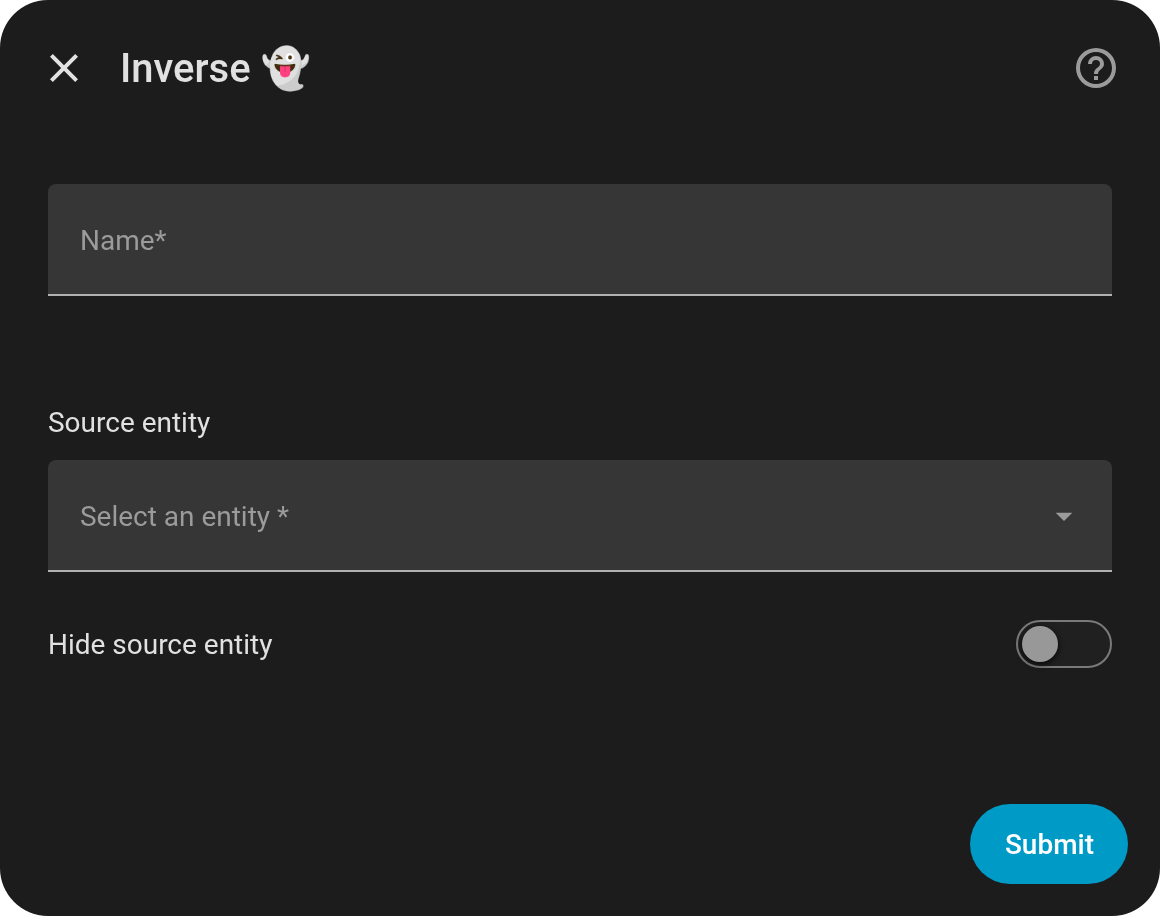 Inverse 👻
Name*
Source entity
Select an entity *
Hide source entity
Submit